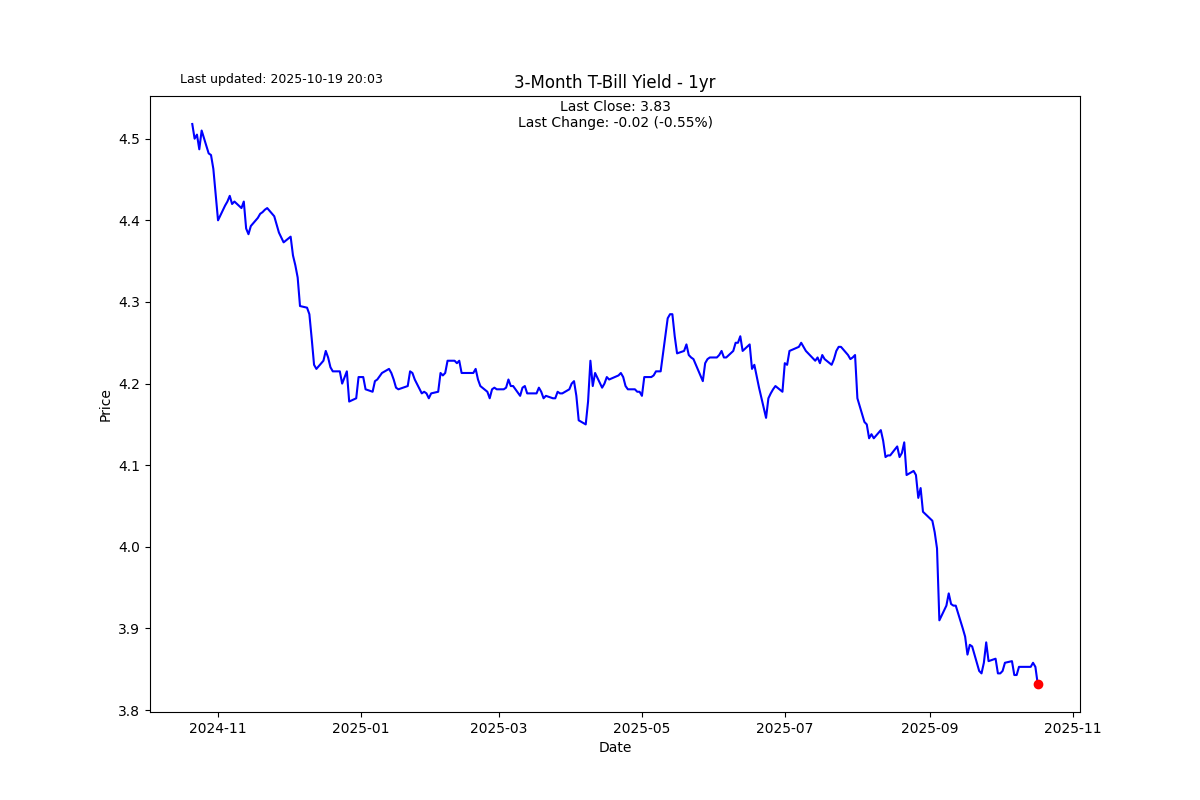 Last updated: 2025-10-19 20:03
3-Month T-Bill Yield - 1yr
Last Close: 3.83
Last Change: -0.02 (-0.55%)
Price
4.5
4.4
4.3
4.2
4.1
4.0
3.9
3.8
2024-11
2025-01
2025-03
2025-05
2025-07
2025-09
2025-11
Date